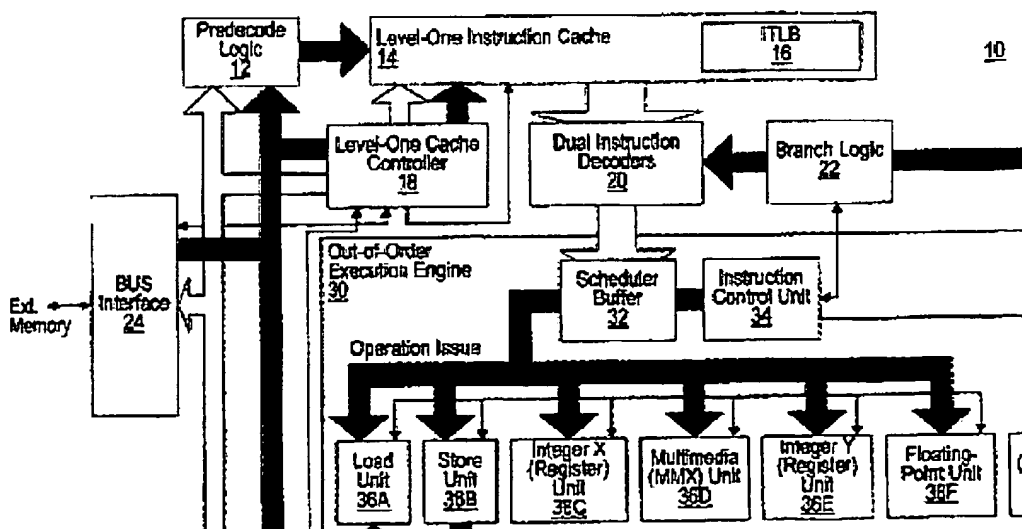 Predecode
Logic
12
Level-One Instruction Cache
14
ITLB
16
10
Level-One Cache
Controller
18
Dual Instruction
Decoders
20
Branch Logic
22
Out-of-Order
Execution Engine
30
BUS
Interface
24
Ext.
Memory
Scheduler
Buffer
32
Instruction
Control Unit
34
Operation Issue
Load
Unit
36A
Store
Unit
36B
Integer X
(Register)
Unit
36C
Multimedia
(MMX) Unit
36D
Integer Y
(Register)
Unit
36E
Floating-
Point Unit
36F